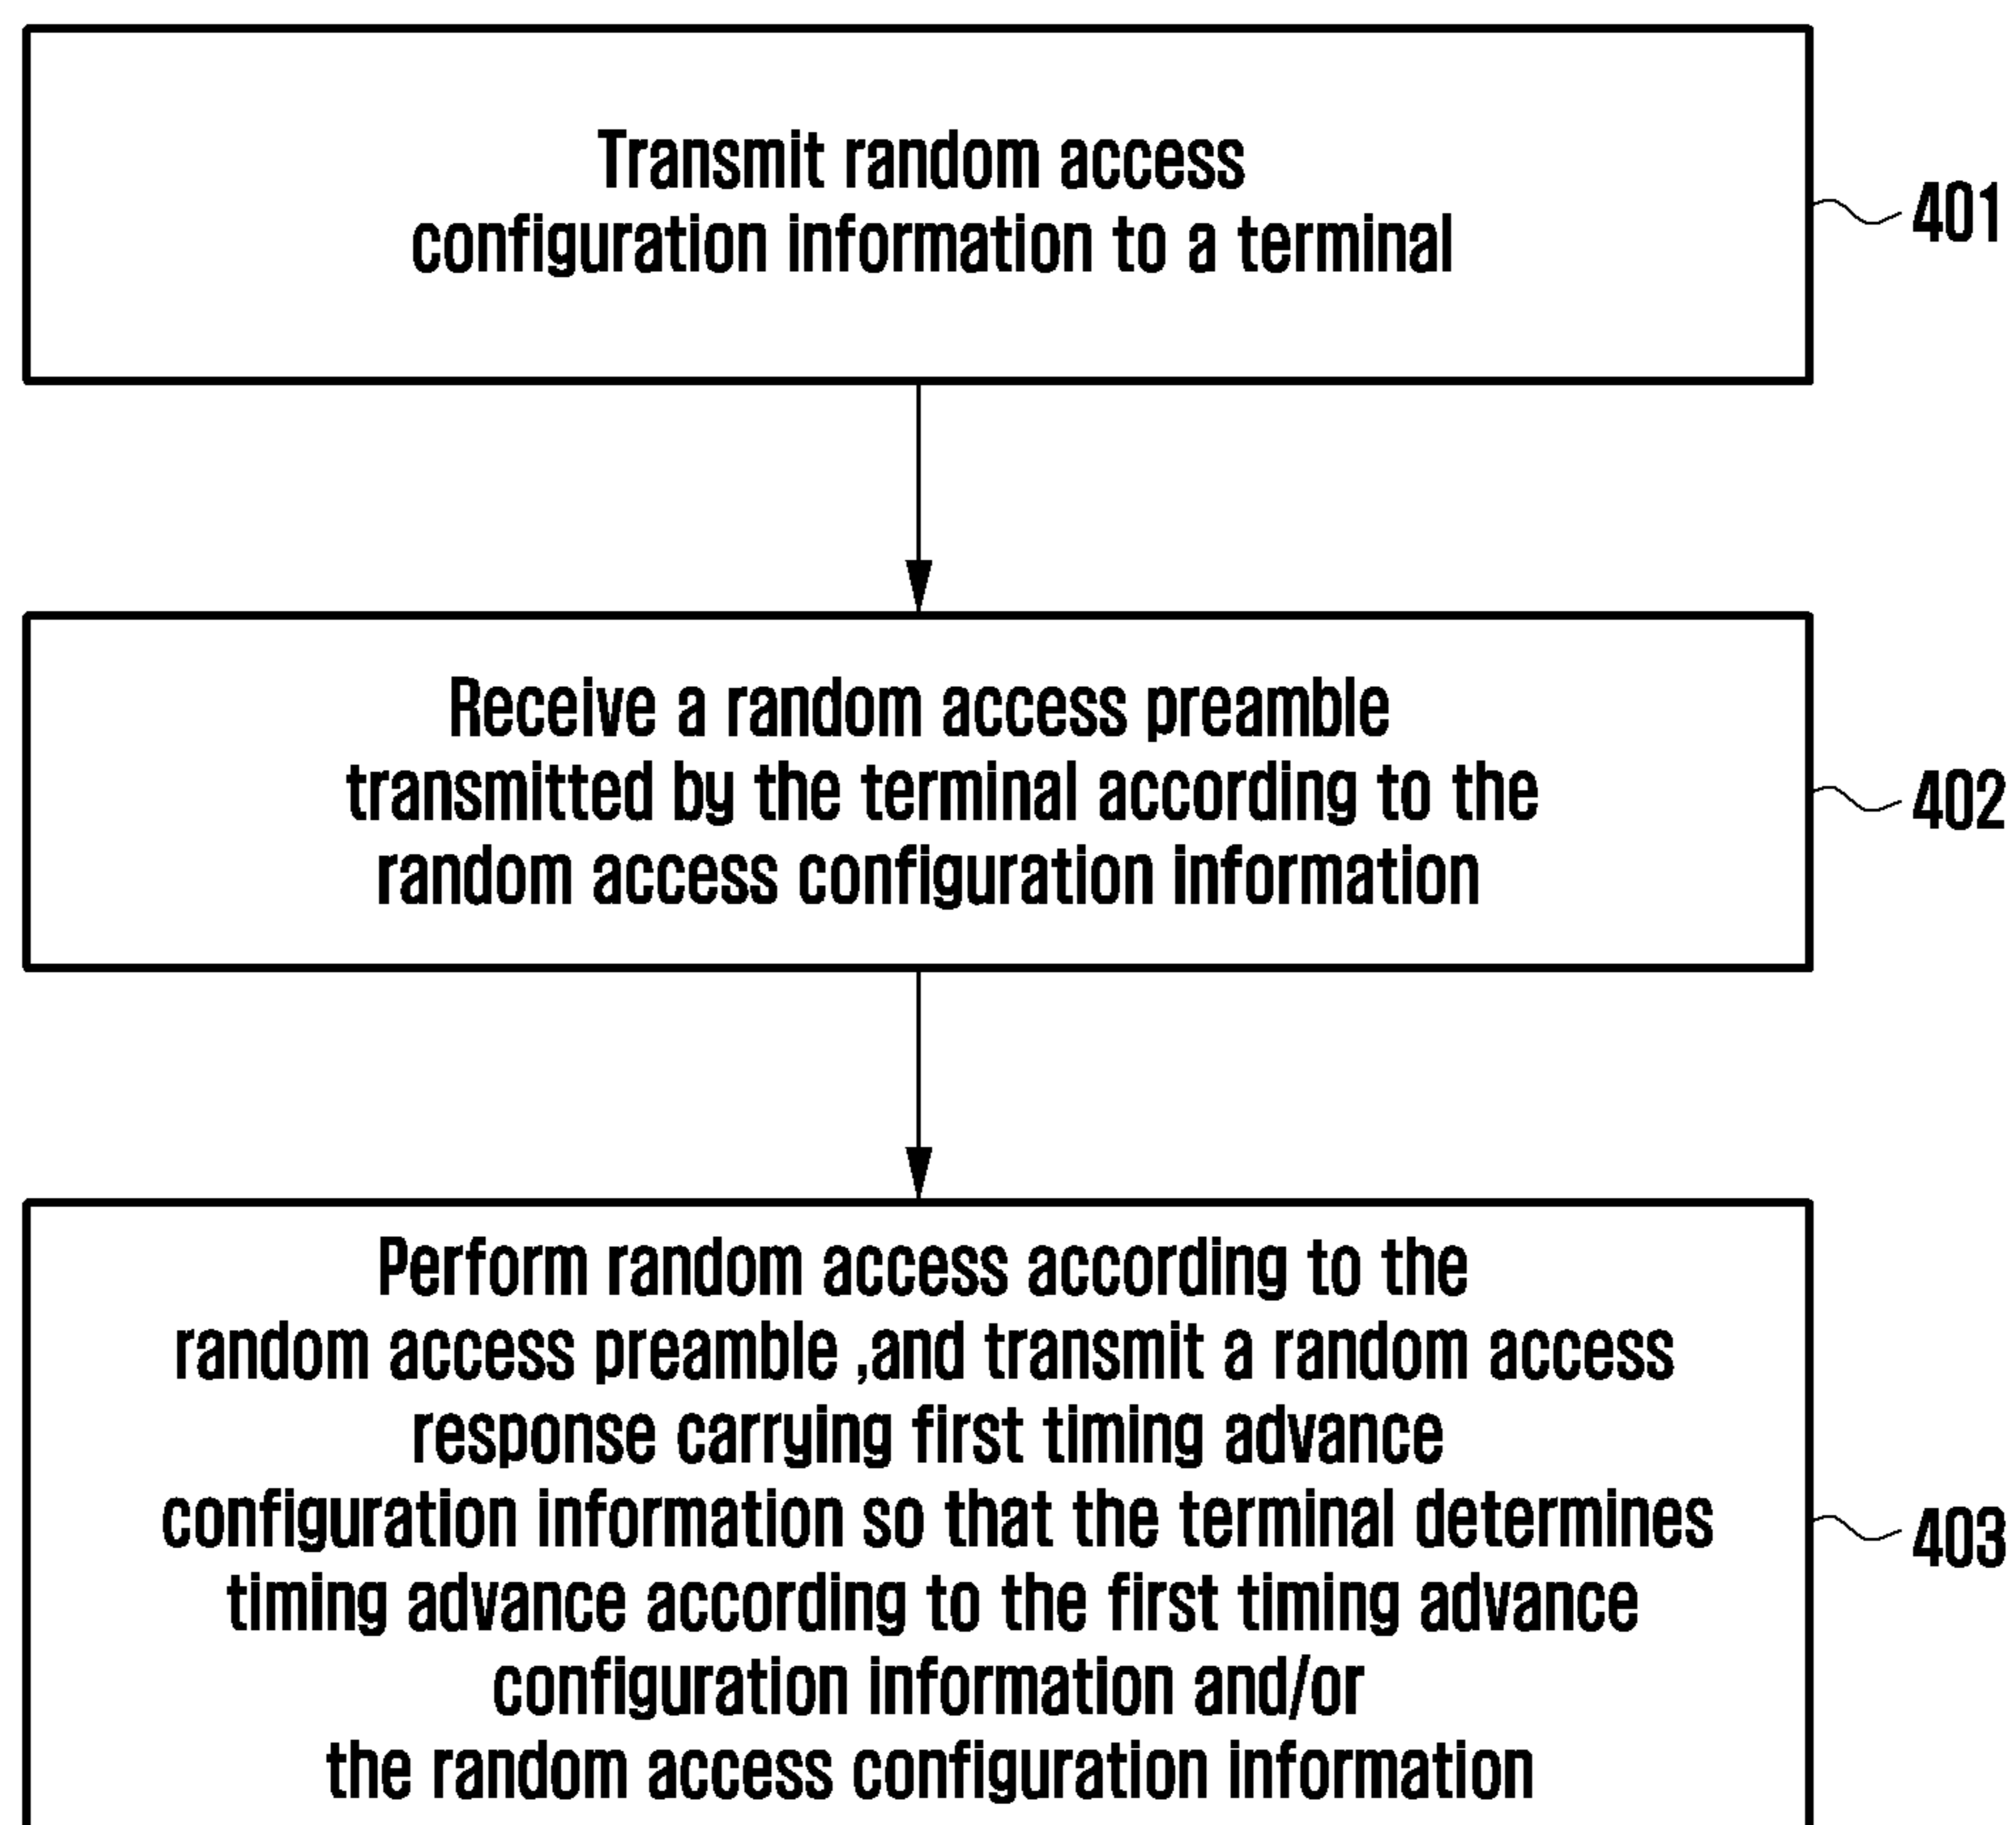 Transmit random access
configuration information to a terminal
401
Receive a random access preamble
transmitted by the terminal according to the
random access configuration information
402
Perform random access according to the
random access preamble ,and transmit a random access
response carrying first timing advance
configuration information so that the terminal determines
timing advance according to the first timing advance
configuration information and/or
the random access configuration information
403